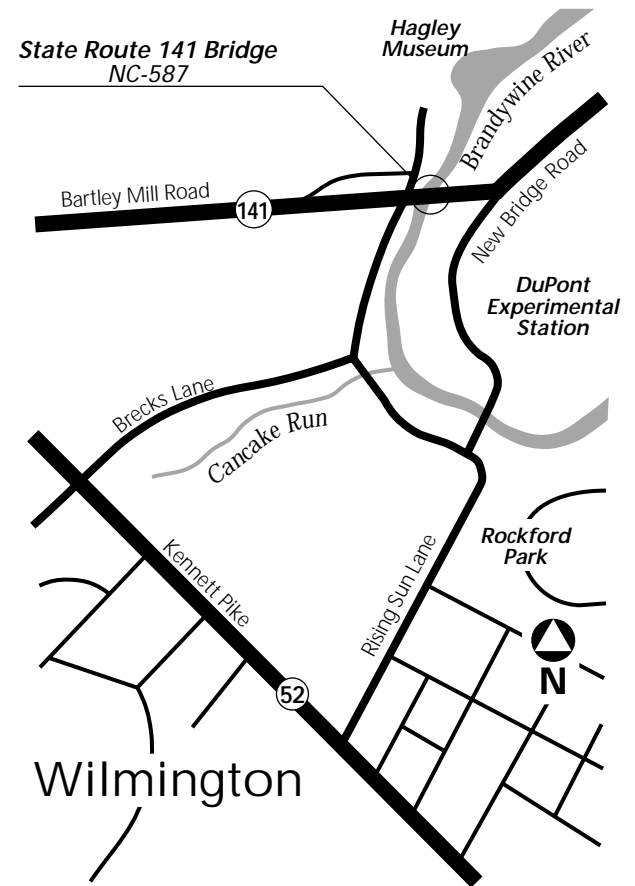 Hagley
Museum
State Route 141 Bridge
NC-587
Brandywine River
Bartley Mill Road
141
New Bridge Road
DuPont
Experimental
Station
Brecks Lane
Cancake Run
Kennett Pike
Rising Sun Lane
Rockford
Park
N
52
Wilmington